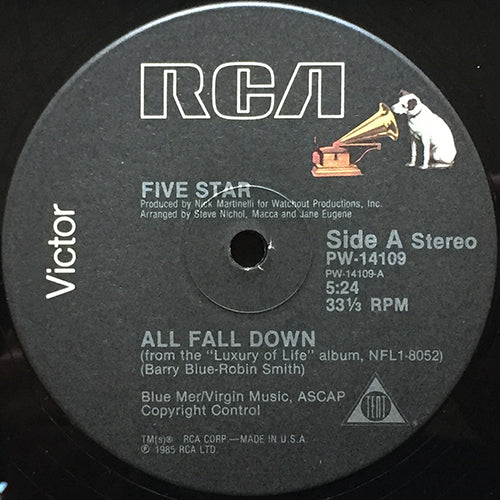 RCA
Victor
FIVE STAR
Produced by Nick Martinelli for Watchout Productions, Inc.
Arranged by Steve Nichol, Macca and Jane Eugene
Side A Stereo
PW-14109
PW-14109-A
5:24
33⅓ RPM
ALL FALL DOWN
(from the "Luxury of Life" album, NFL1-8052)
(Barry Blue-Robin Smith)
Blue Mer/Virgin Music, ASCAP
Copyright Control
TENT
TM(s)® RCA CORP.—MADE IN U.S.A.
℗ 1985 RCA LTD.